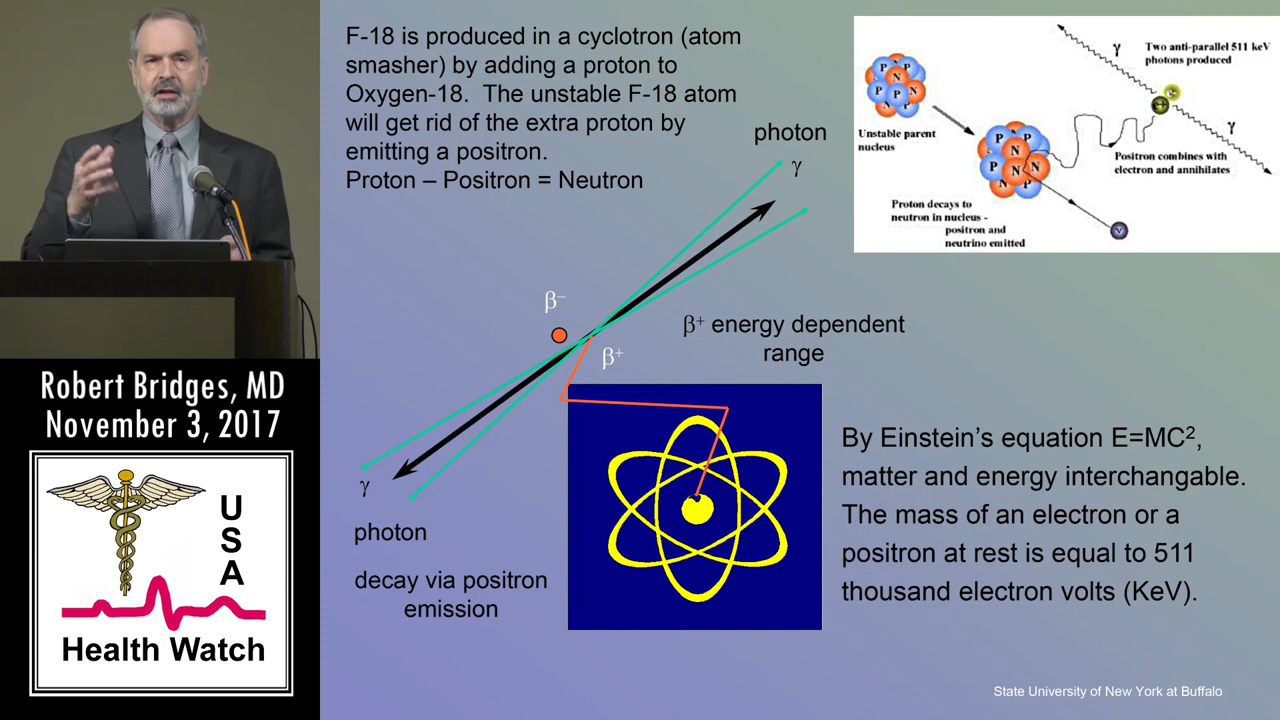 F-18 is produced in a cyclotron (atom
smasher) by adding a proton to
Oxygen-18. The unstable F-18 atom
will get rid of the extra proton by
emitting a positron.
Proton – Positron = Neutron
photon
γ
γ
Two anti-parallel 511 keV
photons produced
P
P
P
N
P
N
N
Unstable parent
nucleus
P
P
N
P
N
N
P
N
N
e-
e+
γ
Positron combines with
electron and annihilates
Proton decays to
neutron in nucleus -
positron and
neutrino emitted
ν
β−
β+
β+ energy dependent
range
γ
photon
decay via positron
emission
By Einstein's equation E=MC²,
matter and energy interchangable.
The mass of an electron or a
positron at rest is equal to 511
thousand electron volts (KeV).
State University of New York at Buffalo
Robert Bridges, MD
November 3, 2017
U
S
A
Health Watch